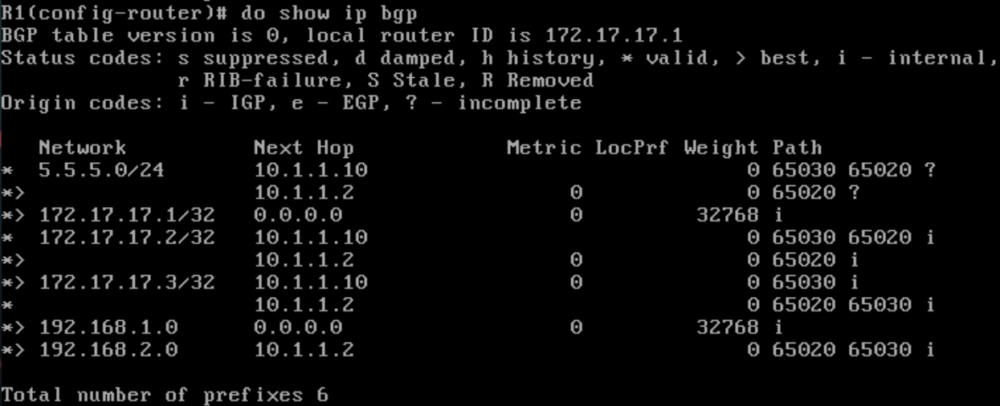 R1(config-router)# do show ip bgp
BGP table version is 0, local router ID is 172.17.17.1
Status codes: s suppressed, d damped, h history, * valid, > best, i - internal,
              r RIB-failure, S Stale, R Removed
Origin codes: i - IGP, e - EGP, ? - incomplete

   Network          Next Hop            Metric LocPrf Weight Path
*  5.5.5.0/24       10.1.1.10                              0 65030 65020 ?
*>                  10.1.1.2                 0             0 65020 ?
*> 172.17.17.1/32   0.0.0.0                  0         32768 i
*  172.17.17.2/32   10.1.1.10                              0 65030 65020 i
*>                  10.1.1.2                 0             0 65020 i
*> 172.17.17.3/32   10.1.1.10                0             0 65030 i
*                   10.1.1.2                               0 65020 65030 i
*> 192.168.1.0      0.0.0.0                  0         32768 i
*> 192.168.2.0      10.1.1.2                               0 65020 65030 i

Total number of prefixes 6